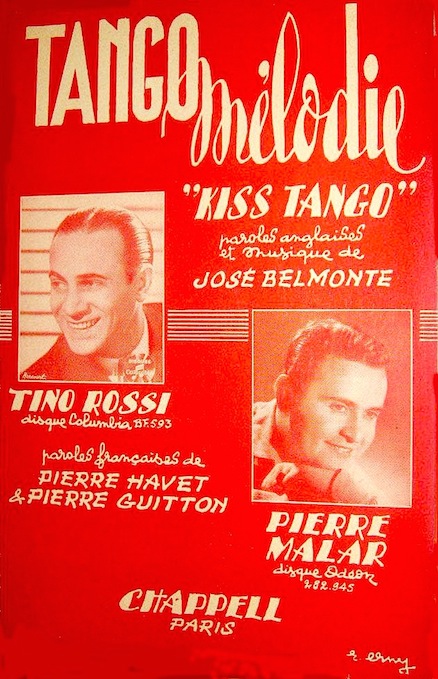 TANGO
mélodie
"KISS TANGO"
paroles anglaises
et musique de
JOSÉ BELMONTE
TINO ROSSI
disque Columbia BF.593
paroles françaises de
PIERRE HAVET
& PIERRE GUITTON
PIERRE
MALAR
disque Odéon
282.845
CHAPPELL
PARIS
r. erny